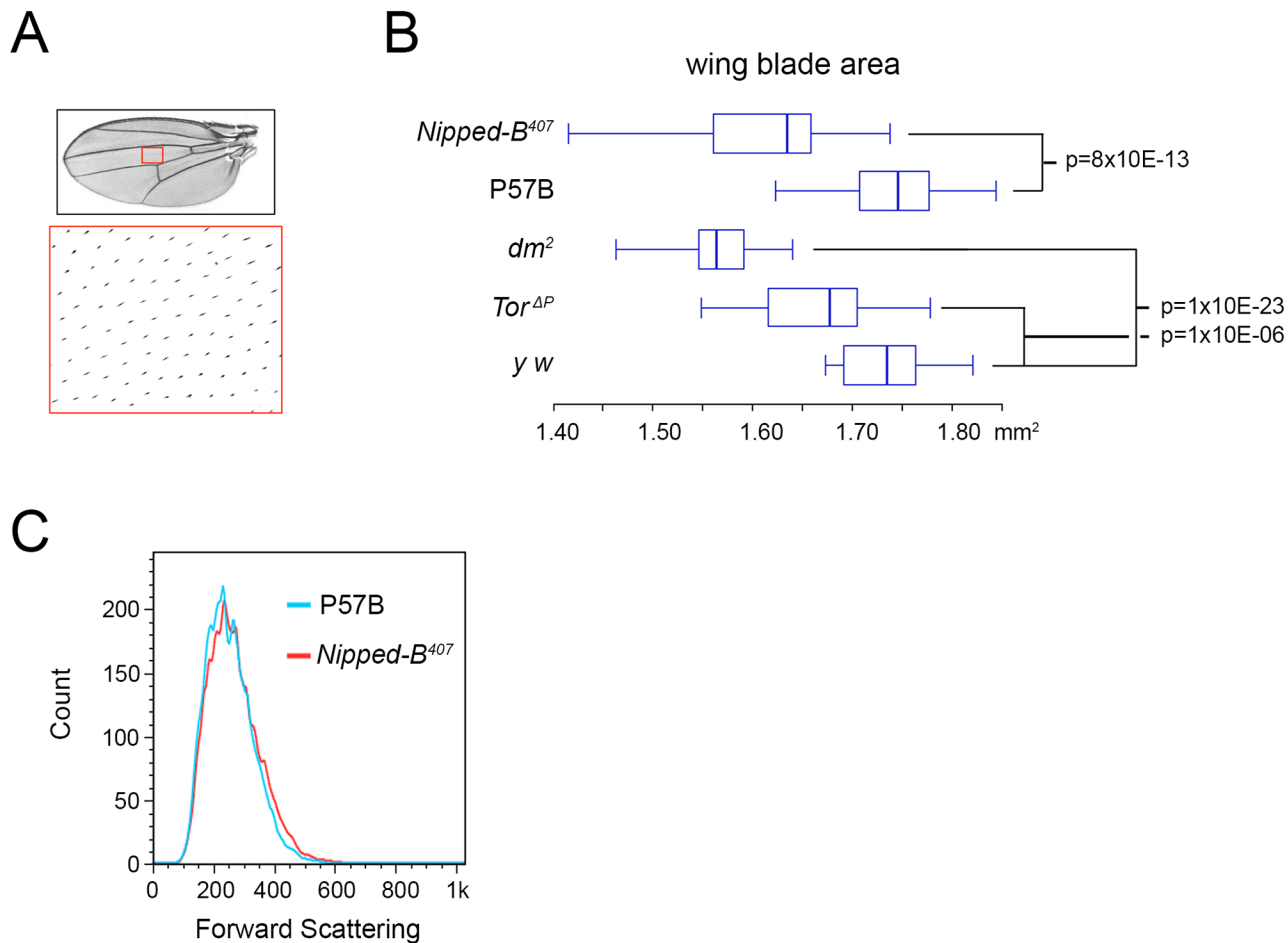 A
B
wing blade area
Nipped-B⁴⁰⁷
P57B
dm²
Tor ΔP
y w
p=8x10E-13
p=1x10E-23
p=1x10E-06
1.40 1.50 1.60 1.70 1.80 mm²
C
P57B
Nipped-B⁴⁰⁷
Count
200
150
100
50
0
0 200 400 600 800 1k
Forward Scattering